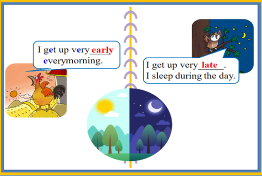 I get up very early
everymorning.
I get up very late .
I sleep during the day.